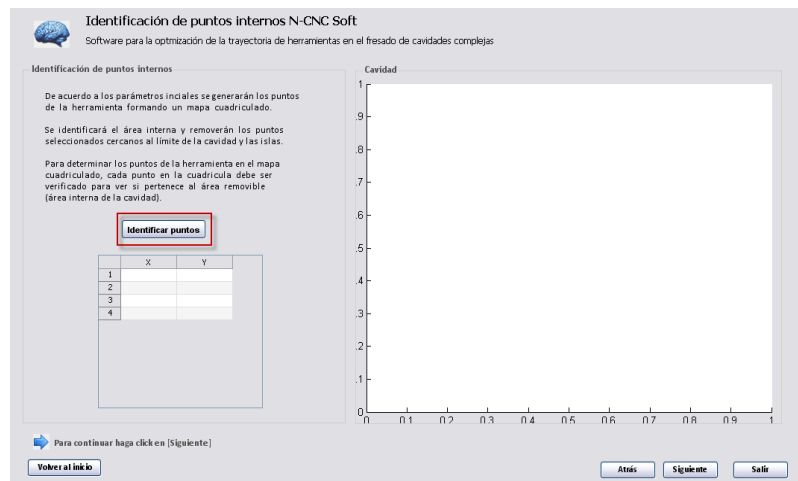 Identificación de puntos internos N-CNC Soft
Software para la optmización de la trayectoria de herramientas en el fresado de cavidades complejas
Identificación de puntos internos
De acuerdo a los parámetros inciales se generarán los puntos
de la herramienta formando un mapa cuadriculado.
Se identificará el área interna y removerán los puntos
seleccionados cercanos al límite de la cavidad y las islas.
Para determinar los puntos de la herramienta en el mapa
cuadriculado, cada punto en la cuadricula debe ser
verificado para ver si pertenece al área removible
(área interna de la cavidad).
Identificar puntos
X Y
1
2
3
4
Cavidad
1
.9
.8
.7
.6
.5
.4
.3
.2
.1
0
0 0.1 0.2 0.3 0.4 0.5 0.6 0.7 0.8 0.9 1
Para continuar haga click en [Siguiente]
Volver al inicio
Atrás Siguiente Salir